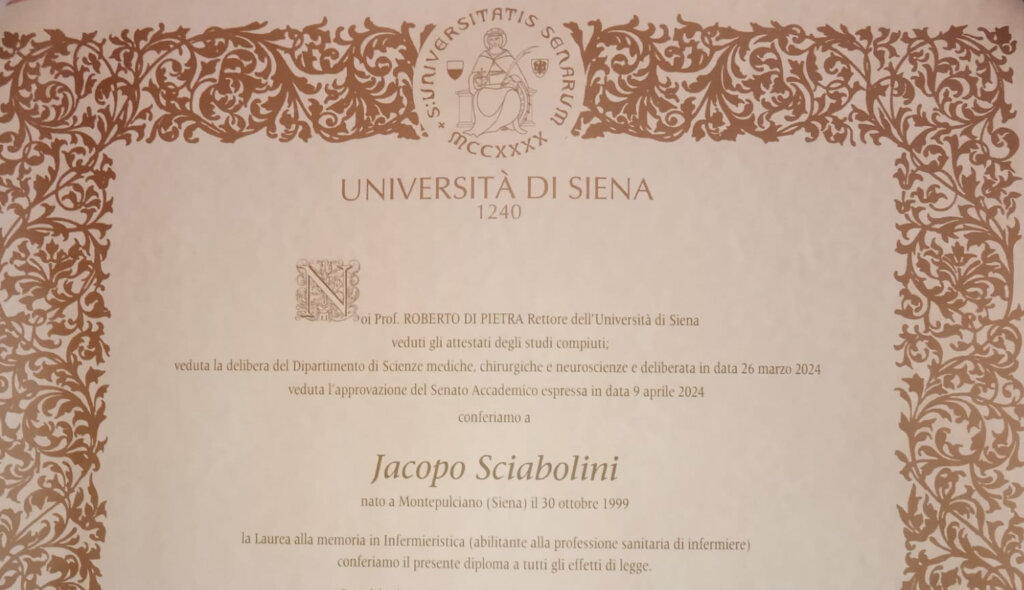 S:UNIVERSITATIS SENARUM
MCCXXXX
UNIVERSITÀ DI SIENA
1240
Noi Prof. ROBERTO DI PIETRA Rettore dell'Università di Siena
veduti gli attestati degli studi compiuti;
veduta la delibera del Dipartimento di Scienze mediche, chirurgiche e neuroscienze e deliberata in data 26 marzo 2024
veduta l'approvazione del Senato Accademico espressa in data 9 aprile 2024
conferiamo a
Jacopo Sciabolini
nato a Montepulciano (Siena) il 30 ottobre 1999
la Laurea alla memoria in Infermieristica (abilitante alla professione sanitaria di infermiere)
conferiamo il presente diploma a tutti gli effetti di legge.